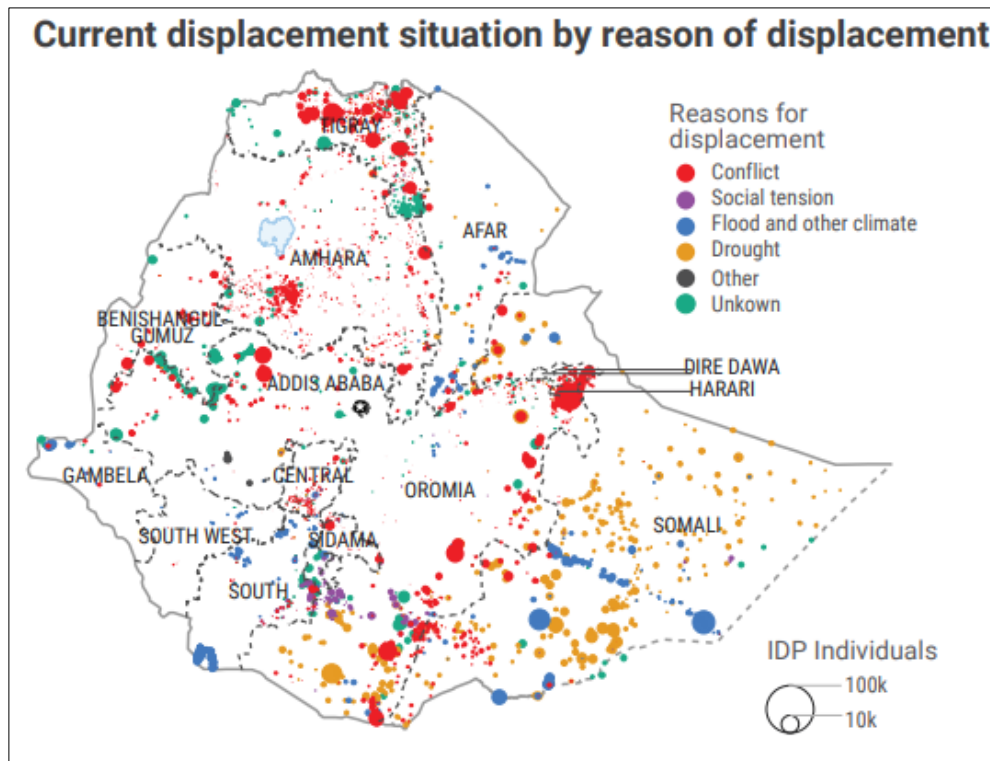 Current displacement situation by reason of displacement
Reasons for
displacement
Conflict
Social tension
Flood and other climate
Drought
Other
Unkown
TIGRAY
AFAR
AMHARA
BENISHANGUL
GUMUZ
ADDIS ABABA
DIRE DAWA
HARARI
GAMBELA
CENTRAL
OROMIA
SOMALI
SOUTH WEST
SIDAMA
SOUTH
IDP Individuals
100k
10k